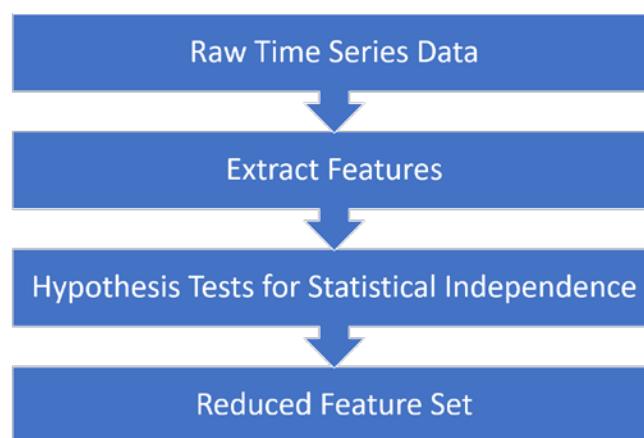 Raw Time Series Data
Extract Features
Hypothesis Tests for Statistical Independence
Reduced Feature Set